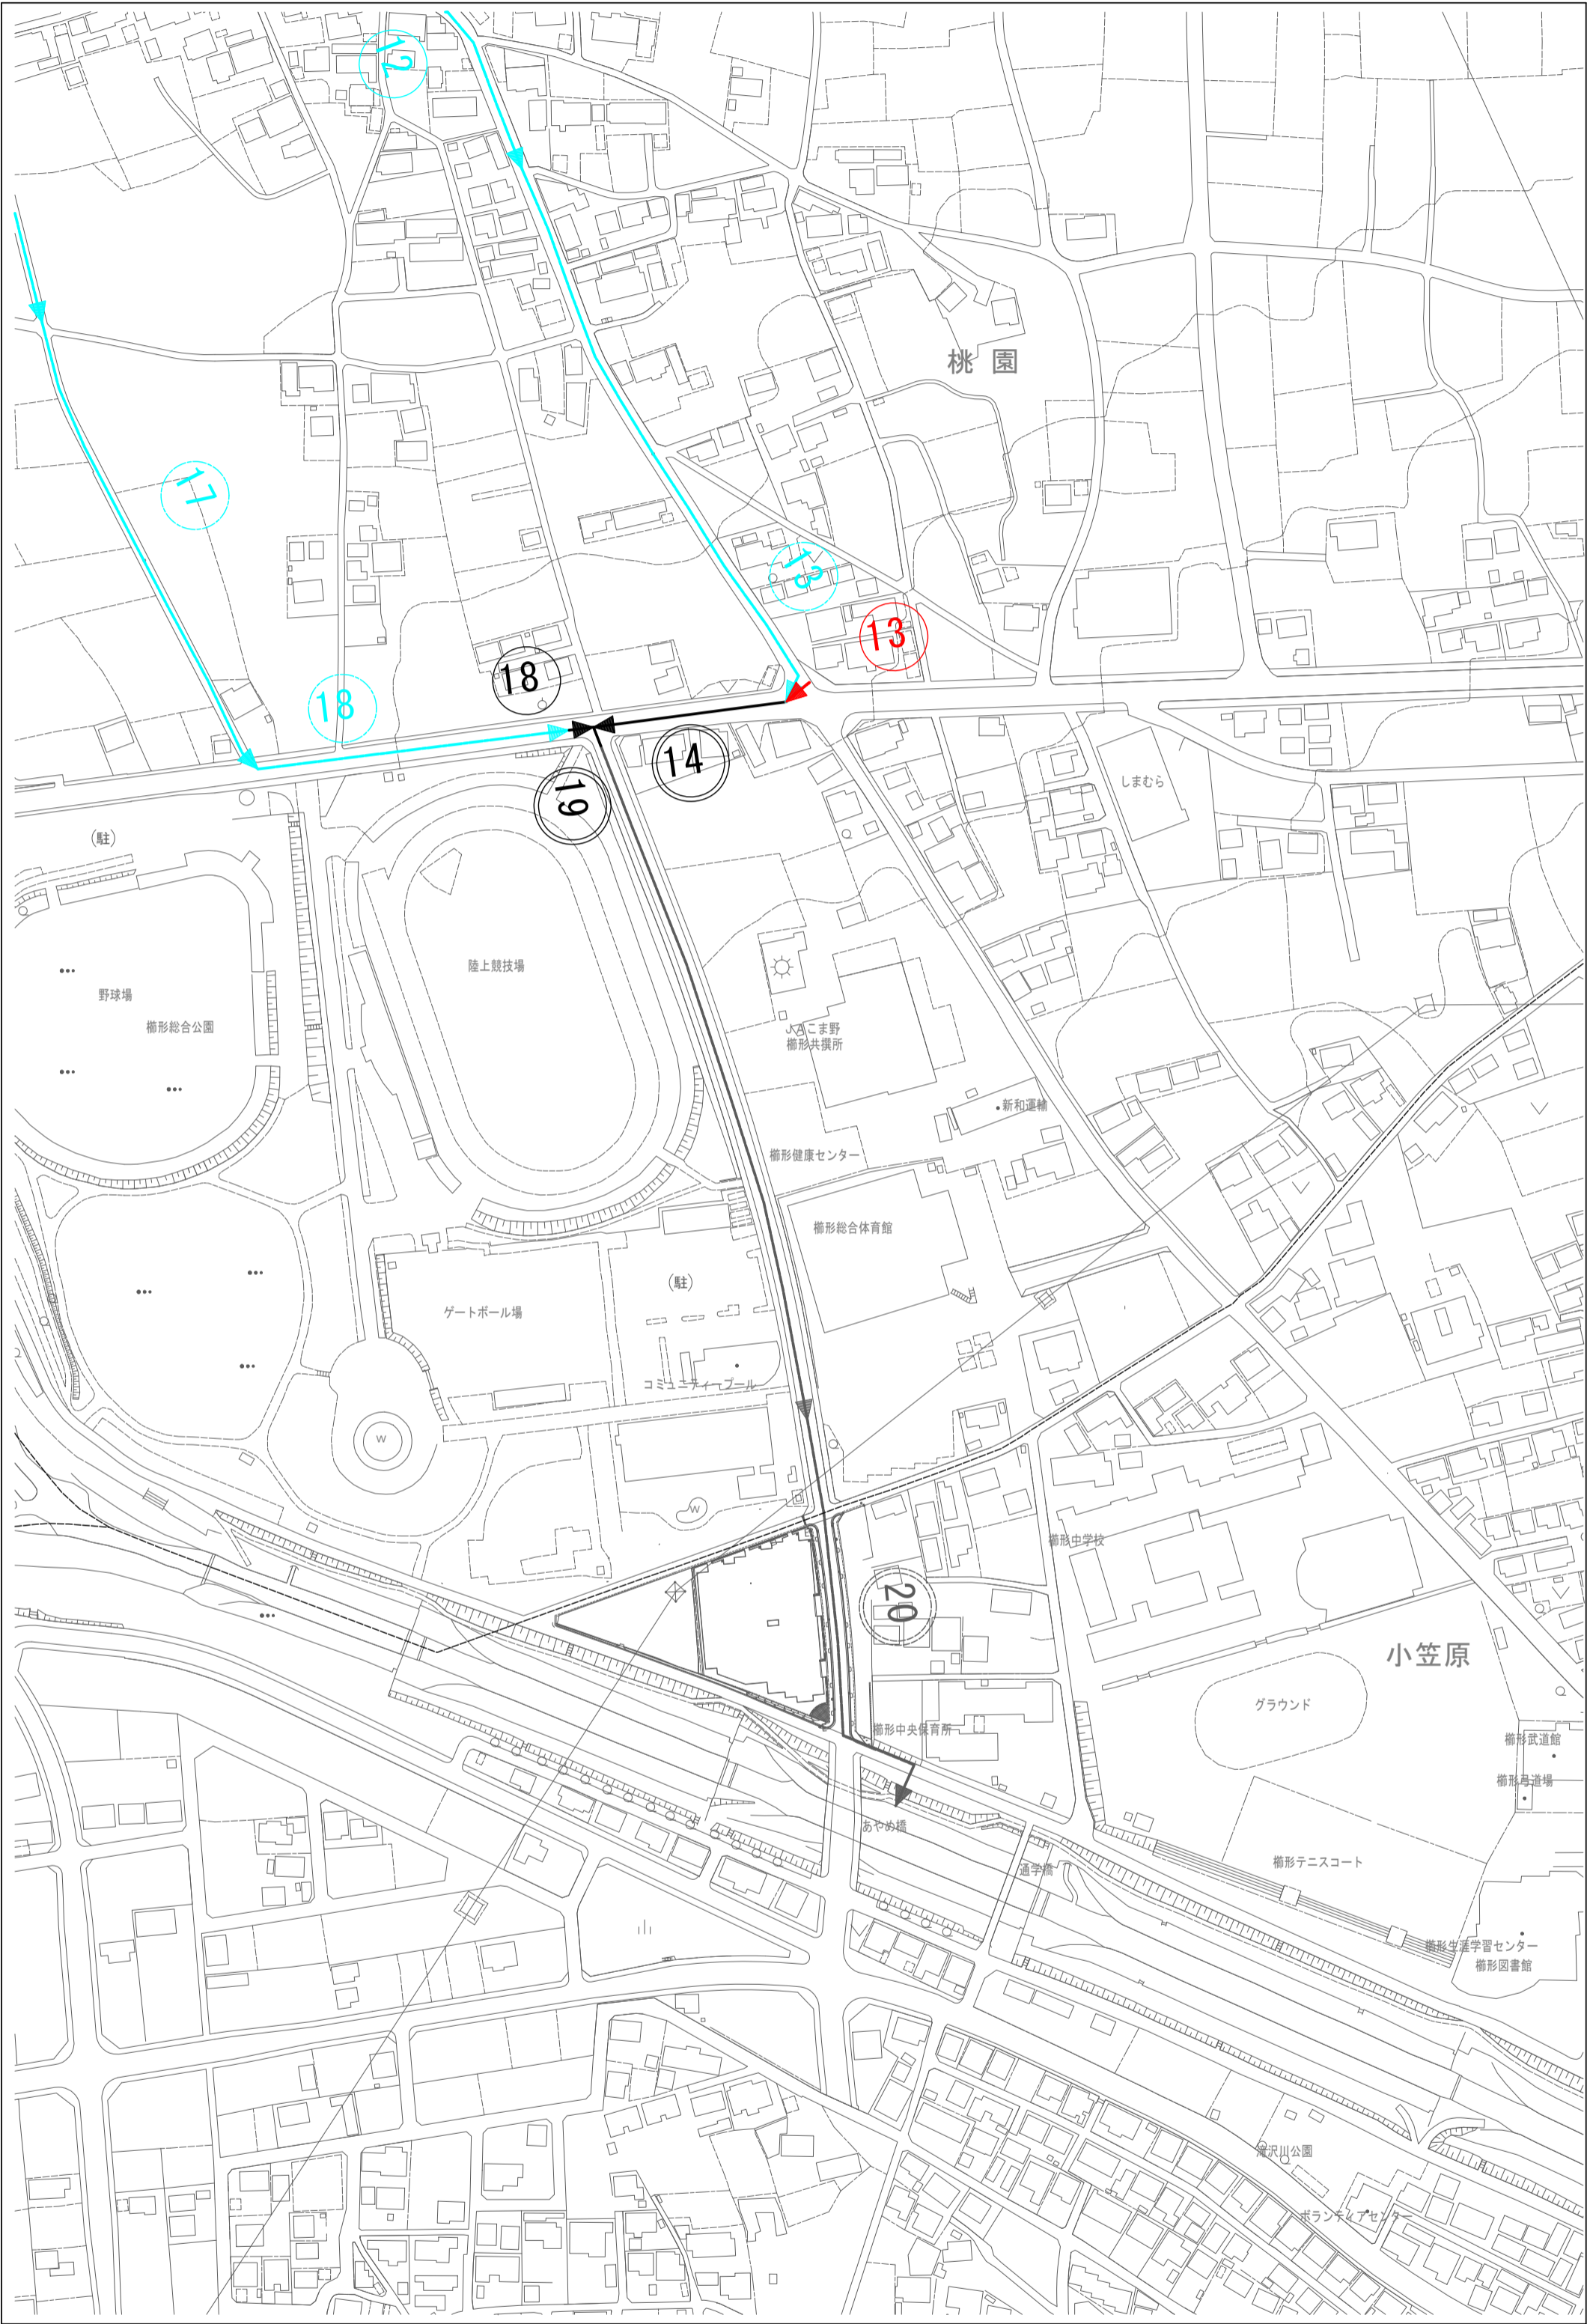 12
桃園
17
13
13
18
18
14
19
しまむら
(駐)
陸上競技場
野球場
櫛形総合公園
JAこま野
櫛形共撰所
新和運輸
櫛形健康センター
櫛形総合体育館
(駐)
ゲートボール場
コミュニティープール
W
W
櫛形中学校
20
小笠原
グラウンド
櫛形中央保育所
櫛形武道館
櫛形弓道場
あやめ橋
通学橋
櫛形テニスコート
櫛形生涯学習センター
櫛形図書館
滝沢川公園
ボランティアセンター